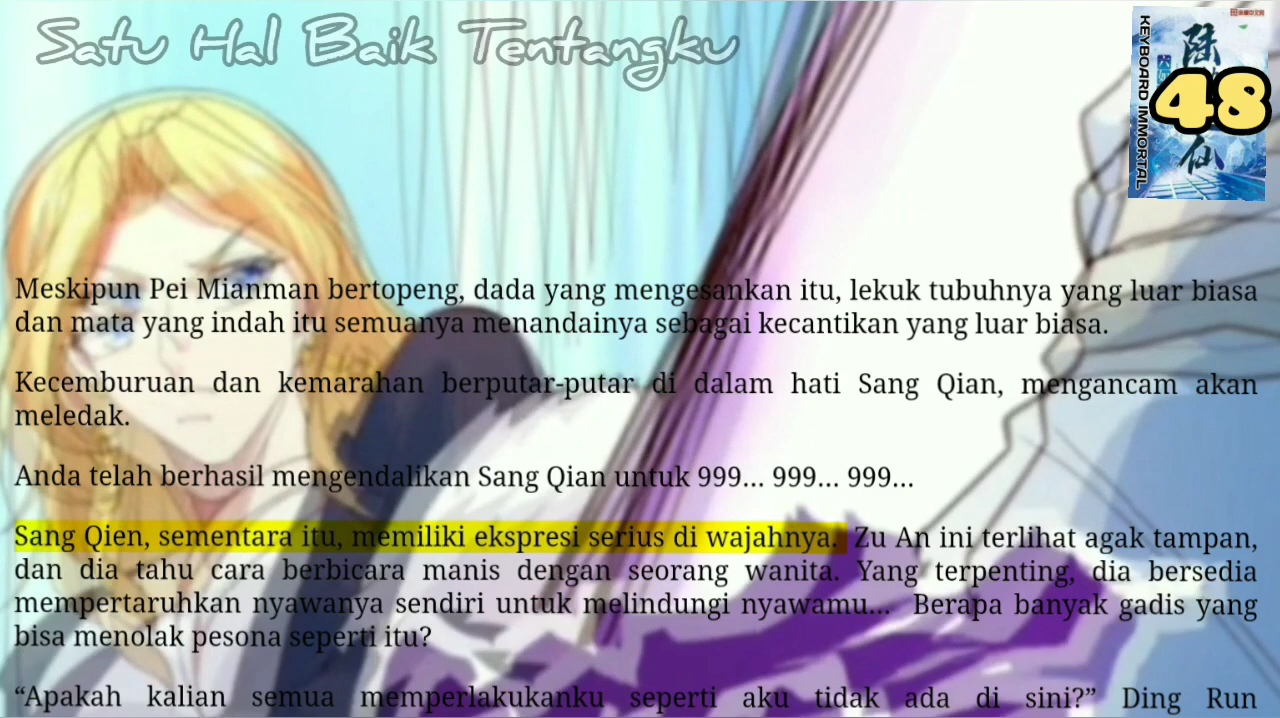 Satu Hal Baik Tentangku
KEYBOARD IMMORTAL
48
Meskipun Pei Mianman bertopeng, dada yang mengesankan itu, lekuk tubuhnya yang luar biasa
dan mata yang indah itu semuanya menandainya sebagai kecantikan yang luar biasa.
Kecemburuan dan kemarahan berputar-putar di dalam hati Sang Qian, mengancam akan
meledak.
Anda telah berhasil mengendalikan Sang Qian untuk 999… 999… 999…
Sang Qien, sementara itu, memiliki ekspresi serius di wajahnya. Zu An ini terlihat agak tampan,
dan dia tahu cara berbicara manis dengan seorang wanita. Yang terpenting, dia bersedia
mempertaruhkan nyawanya sendiri untuk melindungi nyawamu… Berapa banyak gadis yang
bisa menolak pesona seperti itu?
“Apakah kalian semua memperlakukanku seperti aku tidak ada di sini?” Ding Run